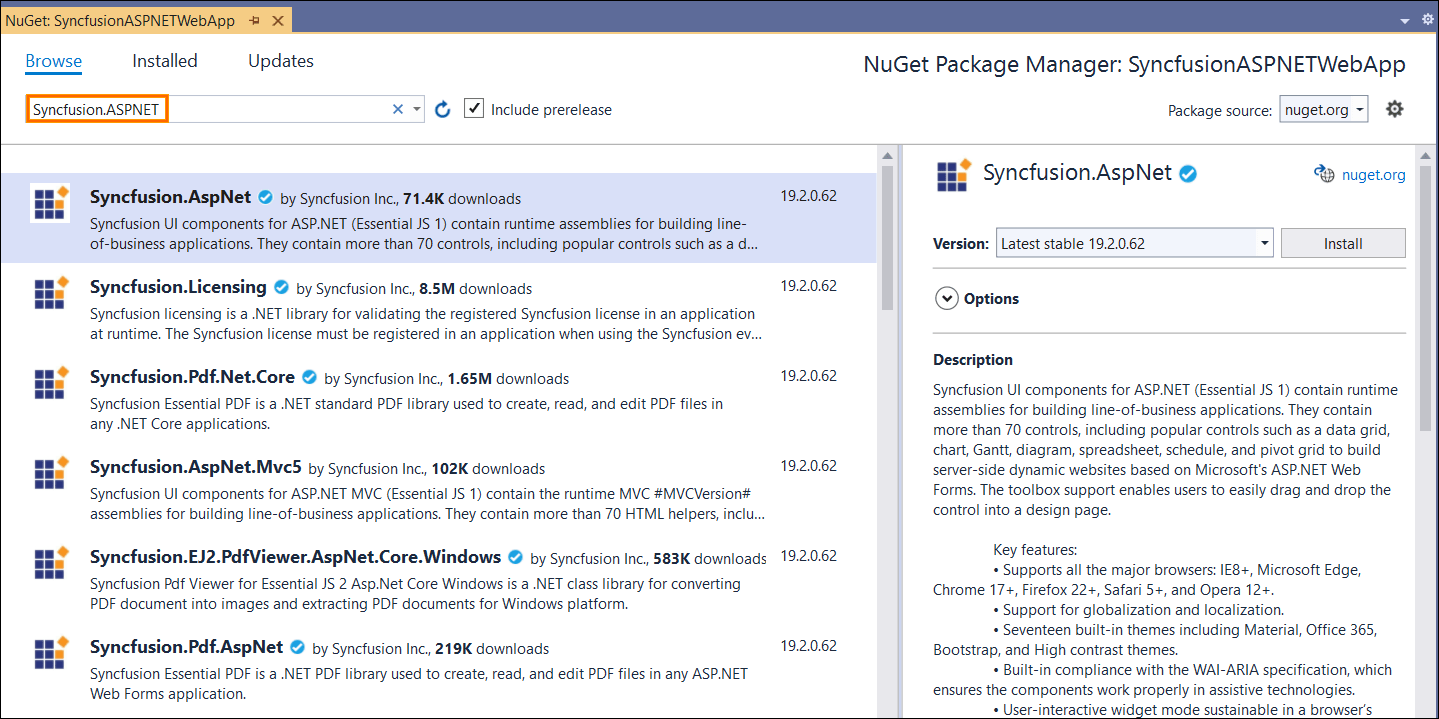 NuGet: SyncfusionASPNETWebApp
Browse Installed Updates
NuGet Package Manager: SyncfusionASPNETWebApp
Syncfusion.ASPNET
Include prerelease
Package source: nuget.org
Syncfusion.AspNet by Syncfusion Inc., 71.4K downloads 19.2.0.62
Syncfusion UI components for ASP.NET (Essential JS 1) contain runtime assemblies for building line-
of-business applications. They contain more than 70 controls, including popular controls such as a d...
Syncfusion.Licensing by Syncfusion Inc., 8.5M downloads 19.2.0.62
Syncfusion licensing is a .NET library for validating the registered Syncfusion license in an application
at runtime. The Syncfusion license must be registered in an application when using the Syncfusion ev...
Syncfusion.Pdf.Net.Core by Syncfusion Inc., 1.65M downloads 19.2.0.62
Syncfusion Essential PDF is a .NET standard PDF library used to create, read, and edit PDF files in
any .NET Core applications.
Syncfusion.AspNet.Mvc5 by Syncfusion Inc., 102K downloads 19.2.0.62
Syncfusion UI components for ASP.NET MVC (Essential JS 1) contain the runtime MVC #MVCVersion#
assemblies for building line-of-business applications. They contain more than 70 HTML helpers, inclu...
Syncfusion.EJ2.PdfViewer.AspNet.Core.Windows by Syncfusion Inc., 583K downloads 19.2.0.62
Syncfusion Pdf Viewer for Essential JS 2 Asp.Net Core Windows is a .NET class library for converting
PDF document into images and extracting PDF documents for Windows platform.
Syncfusion.Pdf.AspNet by Syncfusion Inc., 219K downloads 19.2.0.62
Syncfusion Essential PDF is a .NET PDF library used to create, read, and edit PDF files in any ASP.NET
Web Forms application.
Syncfusion.AspNet nuget.org
Version: Latest stable 19.2.0.62 Install
Options
Description
Syncfusion UI components for ASP.NET (Essential JS 1) contain runtime
assemblies for building line-of-business applications. They contain
more than 70 controls, including popular controls such as a data grid,
chart, Gantt, diagram, spreadsheet, schedule, and pivot grid to build
server-side dynamic websites based on Microsoft's ASP.NET Web
Forms. The toolbox support enables users to easily drag and drop the
control into a design page.
Key features:
• Supports all the major browsers: IE8+, Microsoft Edge,
Chrome 17+, Firefox 22+, Safari 5+, and Opera 12+.
• Support for globalization and localization.
• Seventeen built-in themes including Material, Office 365,
Bootstrap, and High contrast themes.
• Built-in compliance with the WAI-ARIA specification, which
ensures the components work properly in assistive technologies.
• User-interactive widget mode sustainable in a browser's